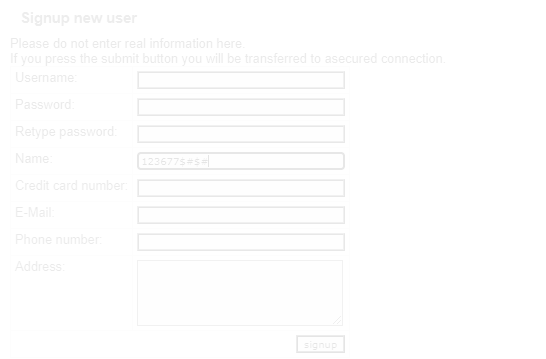 Signup new user
Please do not enter real information here.
If you press the submit button you will be transferred to asecured connection.
Username:
Password:
Retype password:
Name: 123677$#$#
Credit card number:
E-Mail:
Phone number:
Address:
signup